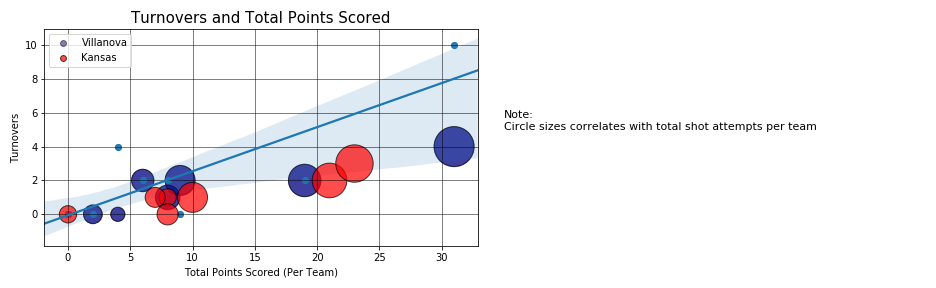 Turnovers and Total Points Scored
Villanova
Kansas
10
8
6
4
2
0
Turnovers
0 5 10 15 20 25 30
Total Points Scored (Per Team)
Note:
Circle sizes correlates with total shot attempts per team